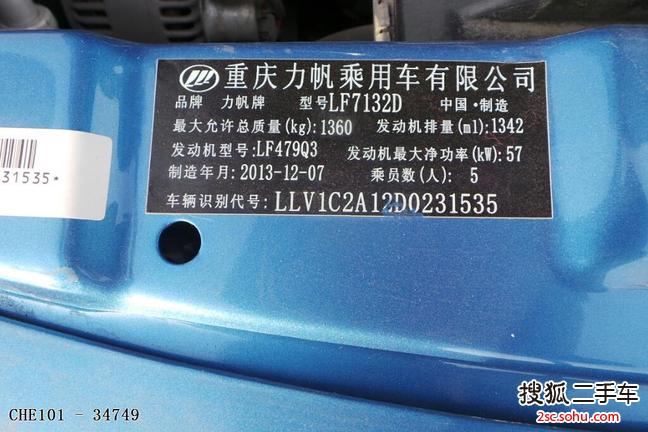 重庆力帆乘用车有限公司
品牌 力帆牌 型号LF7132D 中国·制造
最大允许总质量(kg):1360 发动机排量(ml):1342
发动机型号:LF479Q3 发动机最大净功率(kW):57
制造年月:2013-12-07 乘员数(人): 5
车辆识别代号:LLV1C2A12D0231535
31535*
CHE101 - 34749
搜狐二手车
2sc.sohu.com